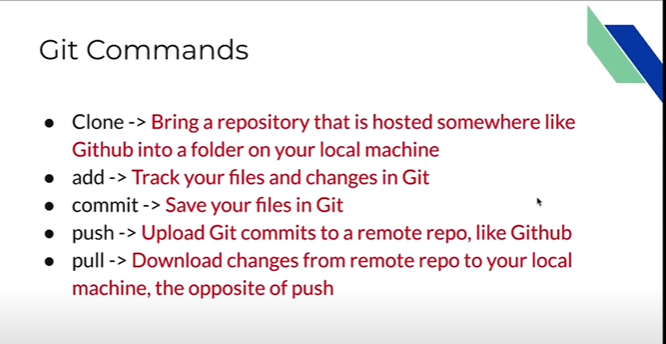 Git Commands
● Clone -> Bring a repository that is hosted somewhere like
Github into a folder on your local machine
● add -> Track your files and changes in Git
● commit -> Save your files in Git
● push -> Upload Git commits to a remote repo, like Github
● pull -> Download changes from remote repo to your local
machine, the opposite of push